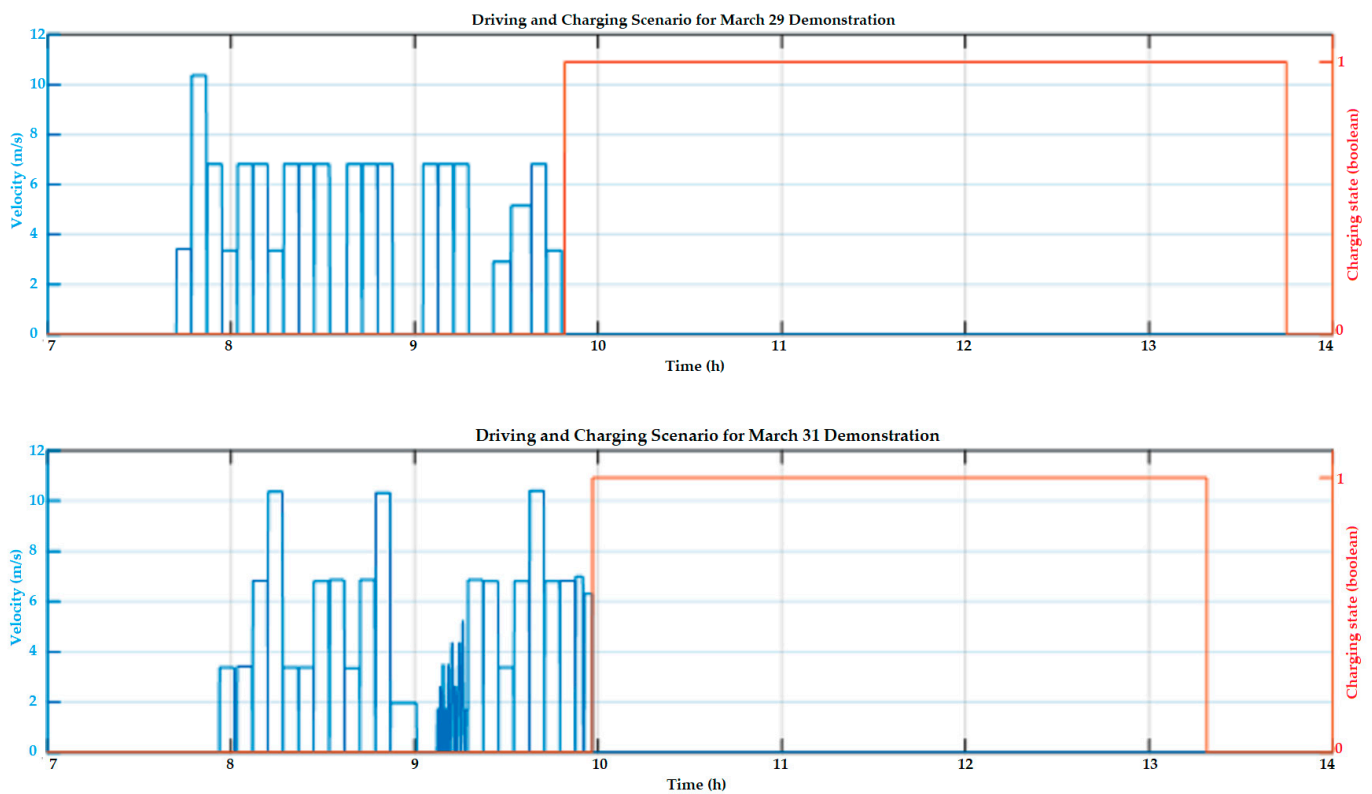 Driving and Charging Scenario for March 29 Demonstration
12
10
8
6
4
2
0
Velocity (m/s)
1
0
Charging state (boolean)
7 8 9 10 11 12 13 14
Time (h)
Driving and Charging Scenario for March 31 Demonstration
12
10
8
6
4
2
0
Velocity (m/s)
1
0
Charging state (boolean)
7 8 9 10 11 12 13 14
Time (h)